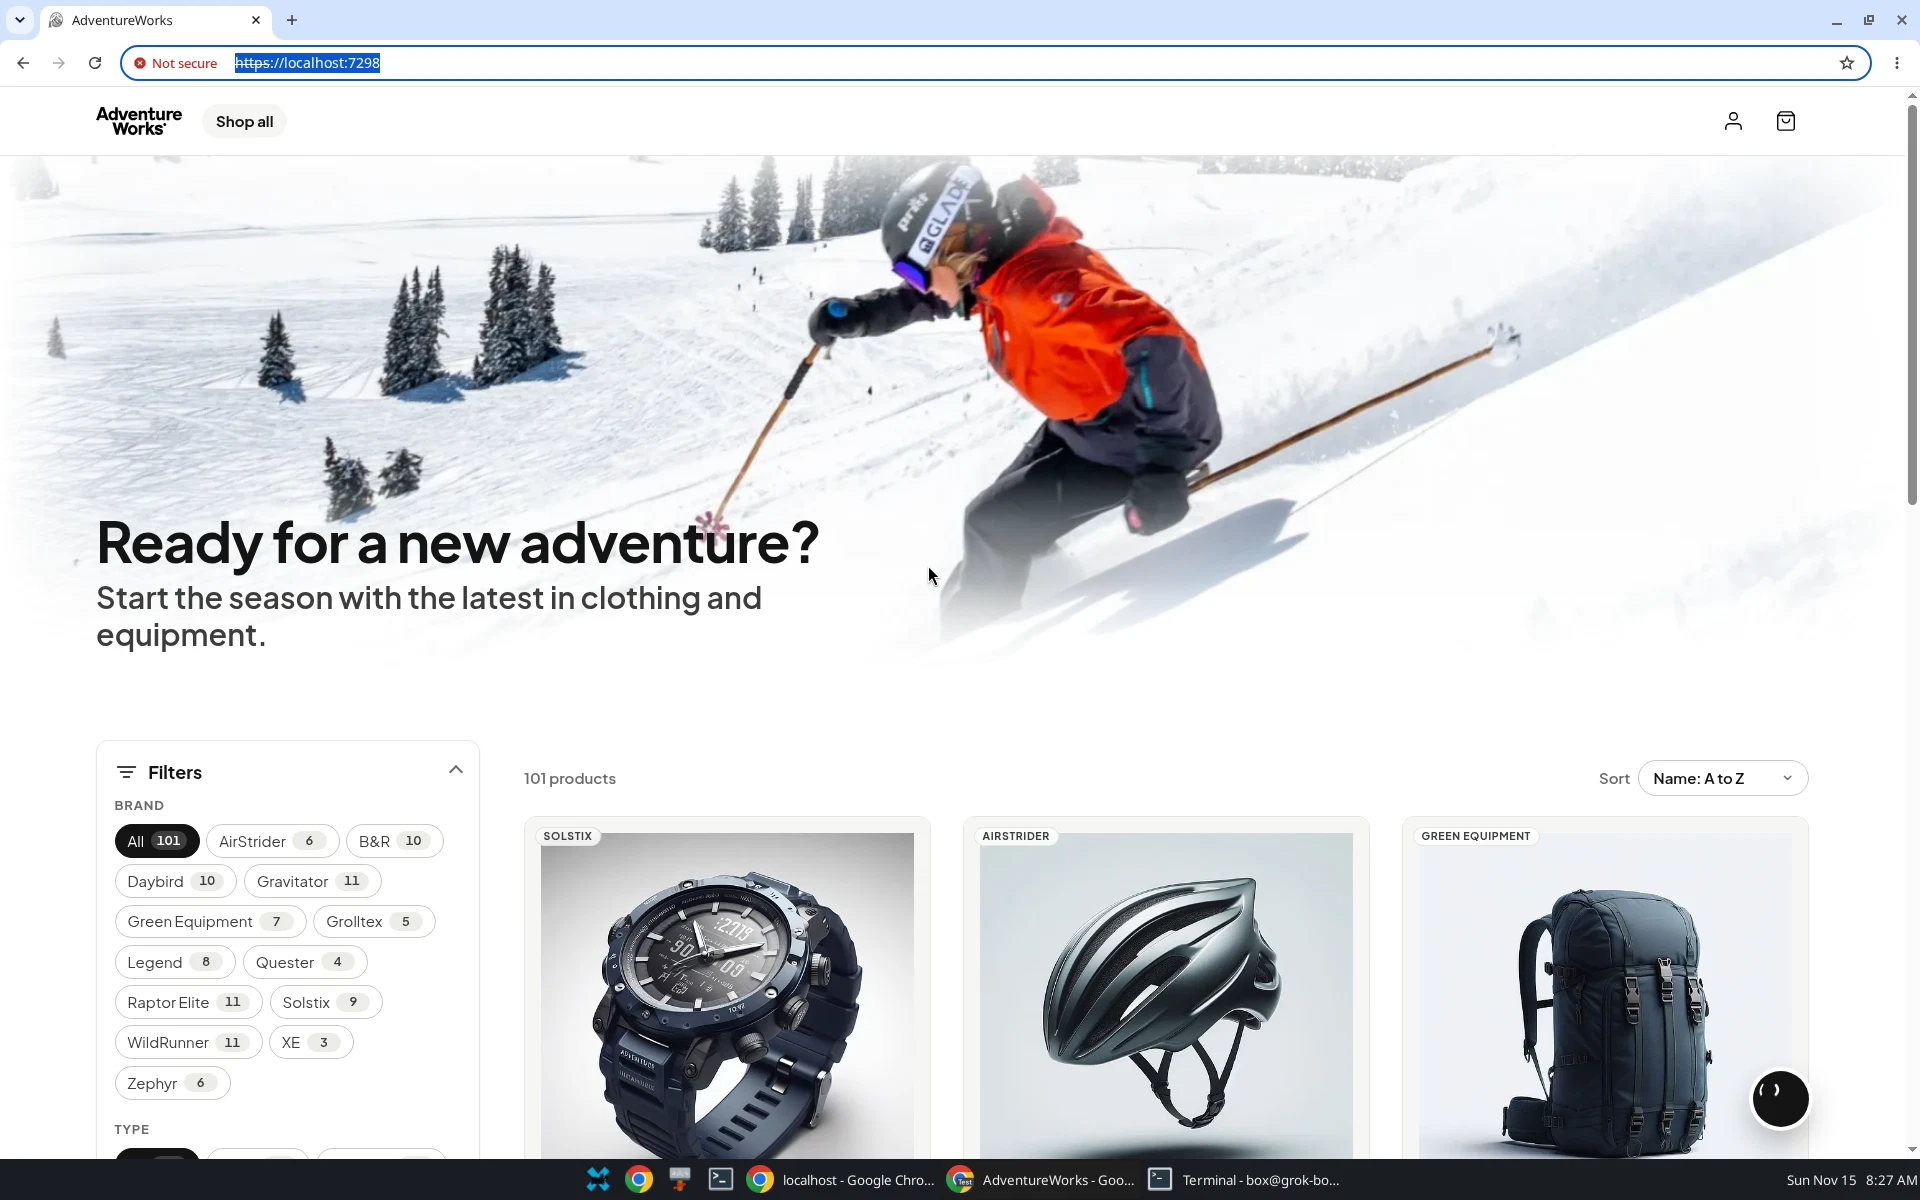 AdventureWorks
Not secure https://localhost:7298
Adventure
Works
Shop all
prēt
GLADE
Ready for a new adventure?
Start the season with the latest in clothing and
equipment.
Filters
BRAND
All 101 AirStrider 6 B&R 10
Daybird 10 Gravitator 11
Green Equipment 7 Grolltex 5
Legend 8 Quester 4
Raptor Elite 11 Solstix 9
WildRunner 11 XE 3
Zephyr 6
TYPE
101 products
Sort Name: A to Z
SOLSTIX
AIRSTRIDER
GREEN EQUIPMENT
localhost - Google Chro...
Test
AdventureWorks - Goo...
Terminal - box@grok-bo...
Sun Nov 15 8:27 AM